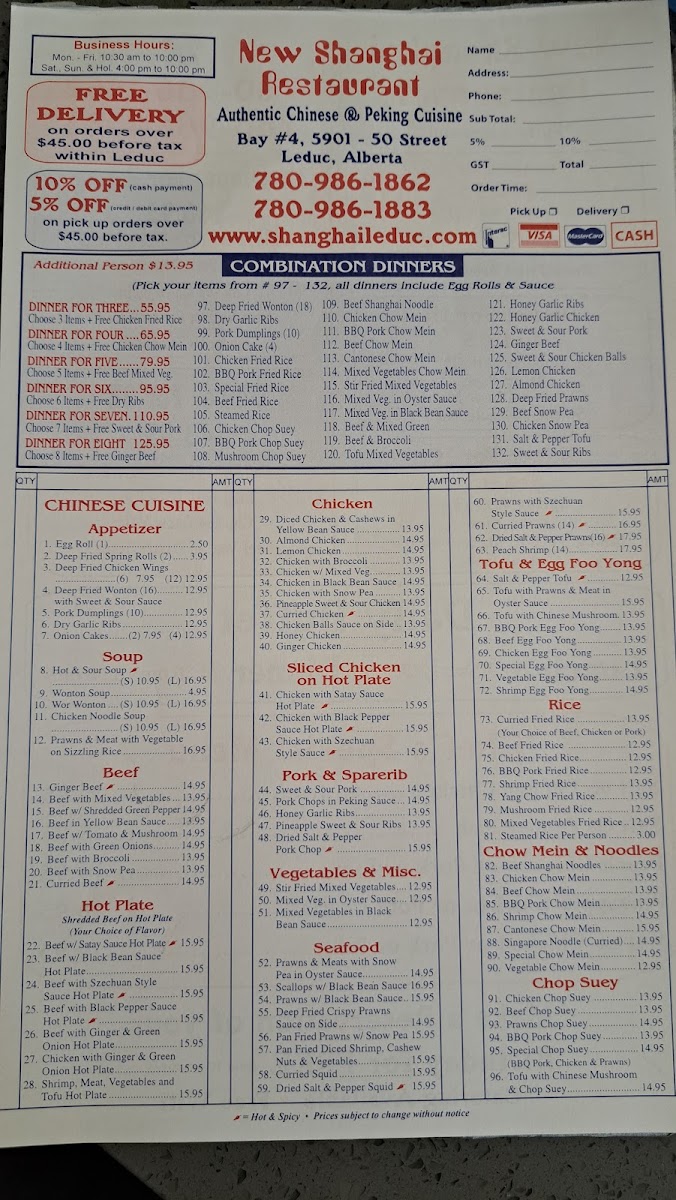 Business Hours:
Mon. - Fri. 10:30 am to 10:00 pm
Sat., Sun. & Hol. 4:00 pm to 10:00 pm
FREE
DELIVERY
on orders over
$45.00 before tax
within Leduc
10% OFF (cash payment)
5% OFF (credit / debit card payment)
on pick up orders over
$45.00 before tax.
New Shanghai
Restaurant
Authentic Chinese & Peking Cuisine
Bay #4, 5901 - 50 Street
Leduc, Alberta
780-986-1862
780-986-1883
www.shanghaileduc.com
Name
Address:
Phone:
Sub Total:
5% 10%
GST Total
Order Time:
Pick Up Delivery
Interac VISA MasterCard CASH
Additional Person $13.95 COMBINATION DINNERS
(Pick your items from # 97 - 132, all dinners include Egg Rolls & Sauce
DINNER FOR THREE...55.95
Choose 3 Items + Free Chicken Fried Rice
DINNER FOR FOUR....65.95
Choose 4 Items + Free Chicken Chow Mein
DINNER FOR FIVE......79.95
Choose 5 Items + Free Beef Mixed Veg.
DINNER FOR SIX........95.95
Choose 6 Items + Free Dry Ribs
DINNER FOR SEVEN.110.95
Choose 7 Items + Free Sweet & Sour Pork
DINNER FOR EIGHT 125.95
Choose 8 Items + Free Ginger Beef
97. Deep Fried Wonton (18)
98. Dry Garlic Ribs
99. Pork Dumplings (10)
100. Onion Cake (4)
101. Chicken Fried Rice
102. BBQ Pork Fried Rice
103. Special Fried Rice
104. Beef Fried Rice
105. Steamed Rice
106. Chicken Chop Suey
107. BBQ Pork Chop Suey
108. Mushroom Chop Suey
109. Beef Shanghai Noodle
110. Chicken Chow Mein
111. BBQ Pork Chow Mein
112. Beef Chow Mein
113. Cantonese Chow Mein
114. Mixed Vegetables Chow Mein
115. Stir Fried Mixed Vegetables
116. Mixed Veg. in Oyster Sauce
117. Mixed Veg. in Black Bean Sauce
118. Beef & Mixed Green
119. Beef & Broccoli
120. Tofu Mixed Vegetables
121. Honey Garlic Ribs
122. Honey Garlic Chicken
123. Sweet & Sour Pork
124. Ginger Beef
125. Sweet & Sour Chicken Balls
126. Lemon Chicken
127. Almond Chicken
128. Deep Fried Prawns
129. Beef Snow Pea
130. Chicken Snow Pea
131. Salt & Pepper Tofu
132. Sweet & Sour Ribs
QTY AMT QTY AMT QTY AMT
CHINESE CUISINE
Appetizer
1. Egg Roll (1)............2.50
2. Deep Fried Spring Rolls (2).....3.95
3. Deep Fried Chicken Wings
............(6) 7.95 (12) 12.95
4. Deep Fried Wonton (16)..........12.95
with Sweet & Sour Sauce
5. Pork Dumplings (10)............12.95
6. Dry Garlic Ribs............12.95
7. Onion Cakes.......(2) 7.95 (4) 12.95
Soup
8. Hot & Sour Soup
............(S) 10.95 (L) 16.95
9. Wonton Soup............4.95
10. Wor Wonton ....(S) 10.95 (L) 16.95
11. Chicken Noodle Soup
............(S) 10.95 (L) 16.95
12. Prawns & Meat with Vegetable
on Sizzling Rice............16.95
Beef
13. Ginger Beef............14.95
14. Beef with Mixed Vegetables... 13.95
15. Beef w/ Shredded Green Pepper 14.95
16. Beef in Yellow Bean Sauce.... 13.95
17. Beef w/ Tomato & Mushroom 14.95
18. Beef with Green Onions........14.95
19. Beef with Broccoli ............13.95
20. Beef with Snow Pea............13.95
21. Curried Beef............14.95
Hot Plate
Shredded Beef on Hot Plate
(Your Choice of Flavor)
22. Beef w/ Satay Sauce Hot Plate 15.95
23. Beef w/ Black Bean Sauce
Hot Plate............15.95
24. Beef with Szechuan Style
Sauce Hot Plate ............15.95
25. Beef with Black Pepper Sauce
Hot Plate............15.95
26. Beef with Ginger & Green
Onion Hot Plate............15.95
27. Chicken with Ginger & Green
Onion Hot Plate............15.95
28. Shrimp, Meat, Vegetables and
Tofu Hot Plate............15.95
Chicken
29. Diced Chicken & Cashews in
Yellow Bean Sauce ............13.95
30. Almond Chicken............14.95
31. Lemon Chicken............14.95
32. Chicken with Broccoli ..........13.95
33. Chicken w/ Mixed Veg..........13.95
34. Chicken in Black Bean Sauce 14.95
35. Chicken with Snow Pea.........13.95
36. Pineapple Sweet & Sour Chicken 14.95
37. Curried Chicken............14.95
38. Chicken Balls Sauce on Side... 13.95
39. Honey Chicken............14.95
40. Ginger Chicken............14.95
Sliced Chicken
on Hot Plate
41. Chicken with Satay Sauce
Hot Plate ............15.95
42. Chicken with Black Pepper
Sauce Hot Plate............15.95
43. Chicken with Szechuan
Style Sauce............15.95
Pork & Sparerib
44. Sweet & Sour Pork............14.95
45. Pork Chops in Peking Sauce... 14.95
46. Honey Garlic Ribs............13.95
47. Pineapple Sweet & Sour Ribs 13.95
48. Dried Salt & Pepper
Pork Chop ............15.95
Vegetables & Misc.
49. Stir Fried Mixed Vegetables.... 12.95
50. Mixed Veg. in Oyster Sauce.... 12.95
51. Mixed Vegetables in Black
Bean Sauce............12.95
Seafood
52. Prawns & Meats with Snow
Pea in Oyster Sauce............14.95
53. Scallops w/ Black Bean Sauce 16.95
54. Prawns w/ Black Bean Sauce.. 15.95
55. Deep Fried Crispy Prawns
Sauce on Side............14.95
56. Pan Fried Prawns w/ Snow Pea 15.95
57. Pan Fried Diced Shrimp, Cashew
Nuts & Vegetables............15.95
58. Curried Squid............15.95
59. Dried Salt & Pepper Squid 15.95
60. Prawns with Szechuan
Style Sauce ............15.95
61. Curried Prawns (14) ............16.95
62. Dried Salt & Pepper Prawns(16) 17.95
63. Peach Shrimp (14)............17.95
Tofu & Egg Foo Yong
64. Salt & Pepper Tofu ............12.95
65. Tofu with Prawns & Meat in
Oyster Sauce ............15.95
66. Tofu with Chinese Mushroom. 13.95
67. BBQ Pork Egg Foo Yong.......13.95
68. Beef Egg Foo Yong............13.95
69. Chicken Egg Foo Yong.........13.95
70. Special Egg Foo Yong..........14.95
71. Vegetable Egg Foo Yong.......13.95
72. Shrimp Egg Foo Yong..........14.95
Rice
73. Curried Fried Rice ............13.95
(Your Choice of Beef, Chicken or Pork)
74. Beef Fried Rice ............12.95
75. Chicken Fried Rice............12.95
76. BBQ Pork Fried Rice............12.95
77. Shrimp Fried Rice............13.95
78. Yang Chow Fried Rice..........13.95
79. Mushroom Fried Rice ..........12.95
80. Mixed Vegetables Fried Rice.. 12.95
81. Steamed Rice Per Person ........3.00
Chow Mein & Noodles
82. Beef Shanghai Noodles ........13.95
83. Chicken Chow Mein............13.95
84. Beef Chow Mein............13.95
85. BBQ Pork Chow Mein..........13.95
86. Shrimp Chow Mein............14.95
87. Cantonese Chow Mein..........15.95
88. Singapore Noodle (Curried)....14.95
89. Special Chow Mein............14.95
90. Vegetable Chow Mein..........12.95
Chop Suey
91. Chicken Chop Suey ............13.95
92. Beef Chop Suey............13.95
93. Prawns Chop Suey............14.95
94. BBQ Pork Chop Suey..........13.95
95. Special Chop Suey............14.95
(BBQ Pork, Chicken & Prawns)
96. Tofu with Chinese Mushroom
& Chop Suey............14.95
= Hot & Spicy • Prices subject to change without notice